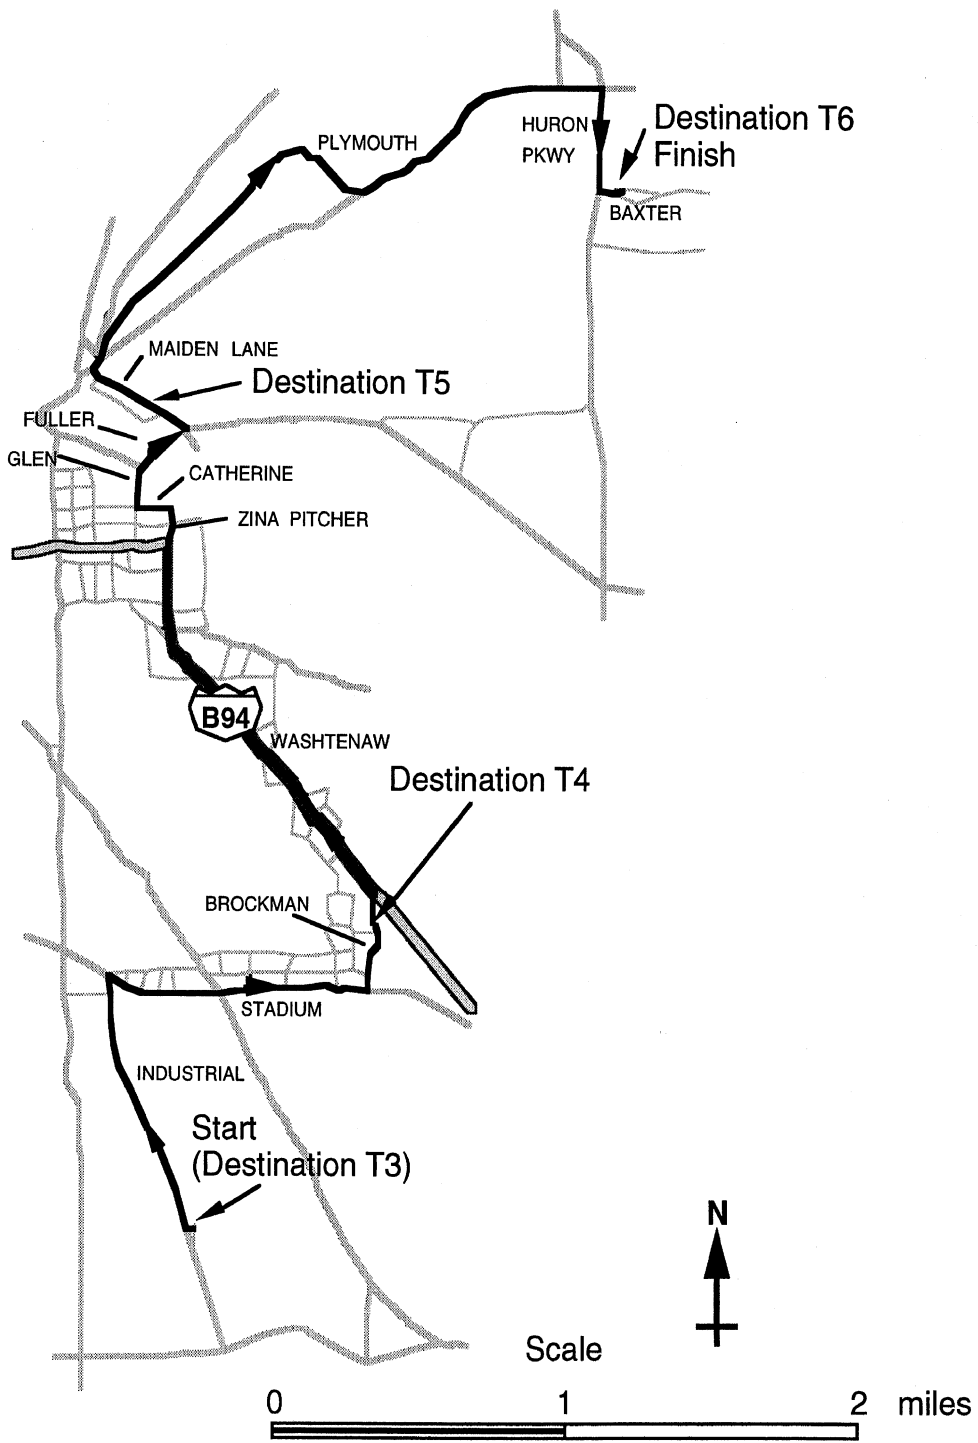 PLYMOUTH
HURON
PKWY
Destination T6
Finish
BAXTER
MAIDEN LANE
Destination T5
FULLER
GLEN
CATHERINE
ZINA PITCHER
B94
WASHTENAW
Destination T4
BROCKMAN
STADIUM
INDUSTRIAL
Start
(Destination T3)
N
Scale
0 1 2 miles